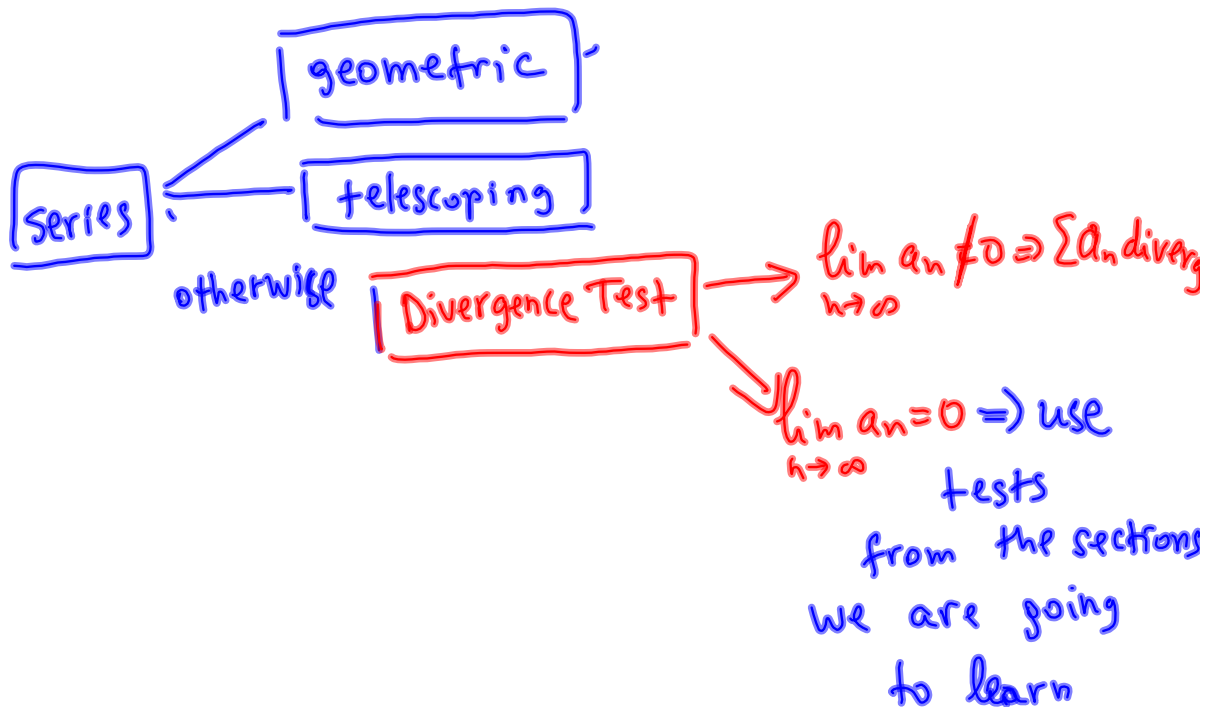 geometric
series
telescoping
otherwise
Divergence Test
lim an ≠ 0 => {an diverg
n→∞
lim an = 0 => use
n→∞
tests
from the sections
we are going
to learn